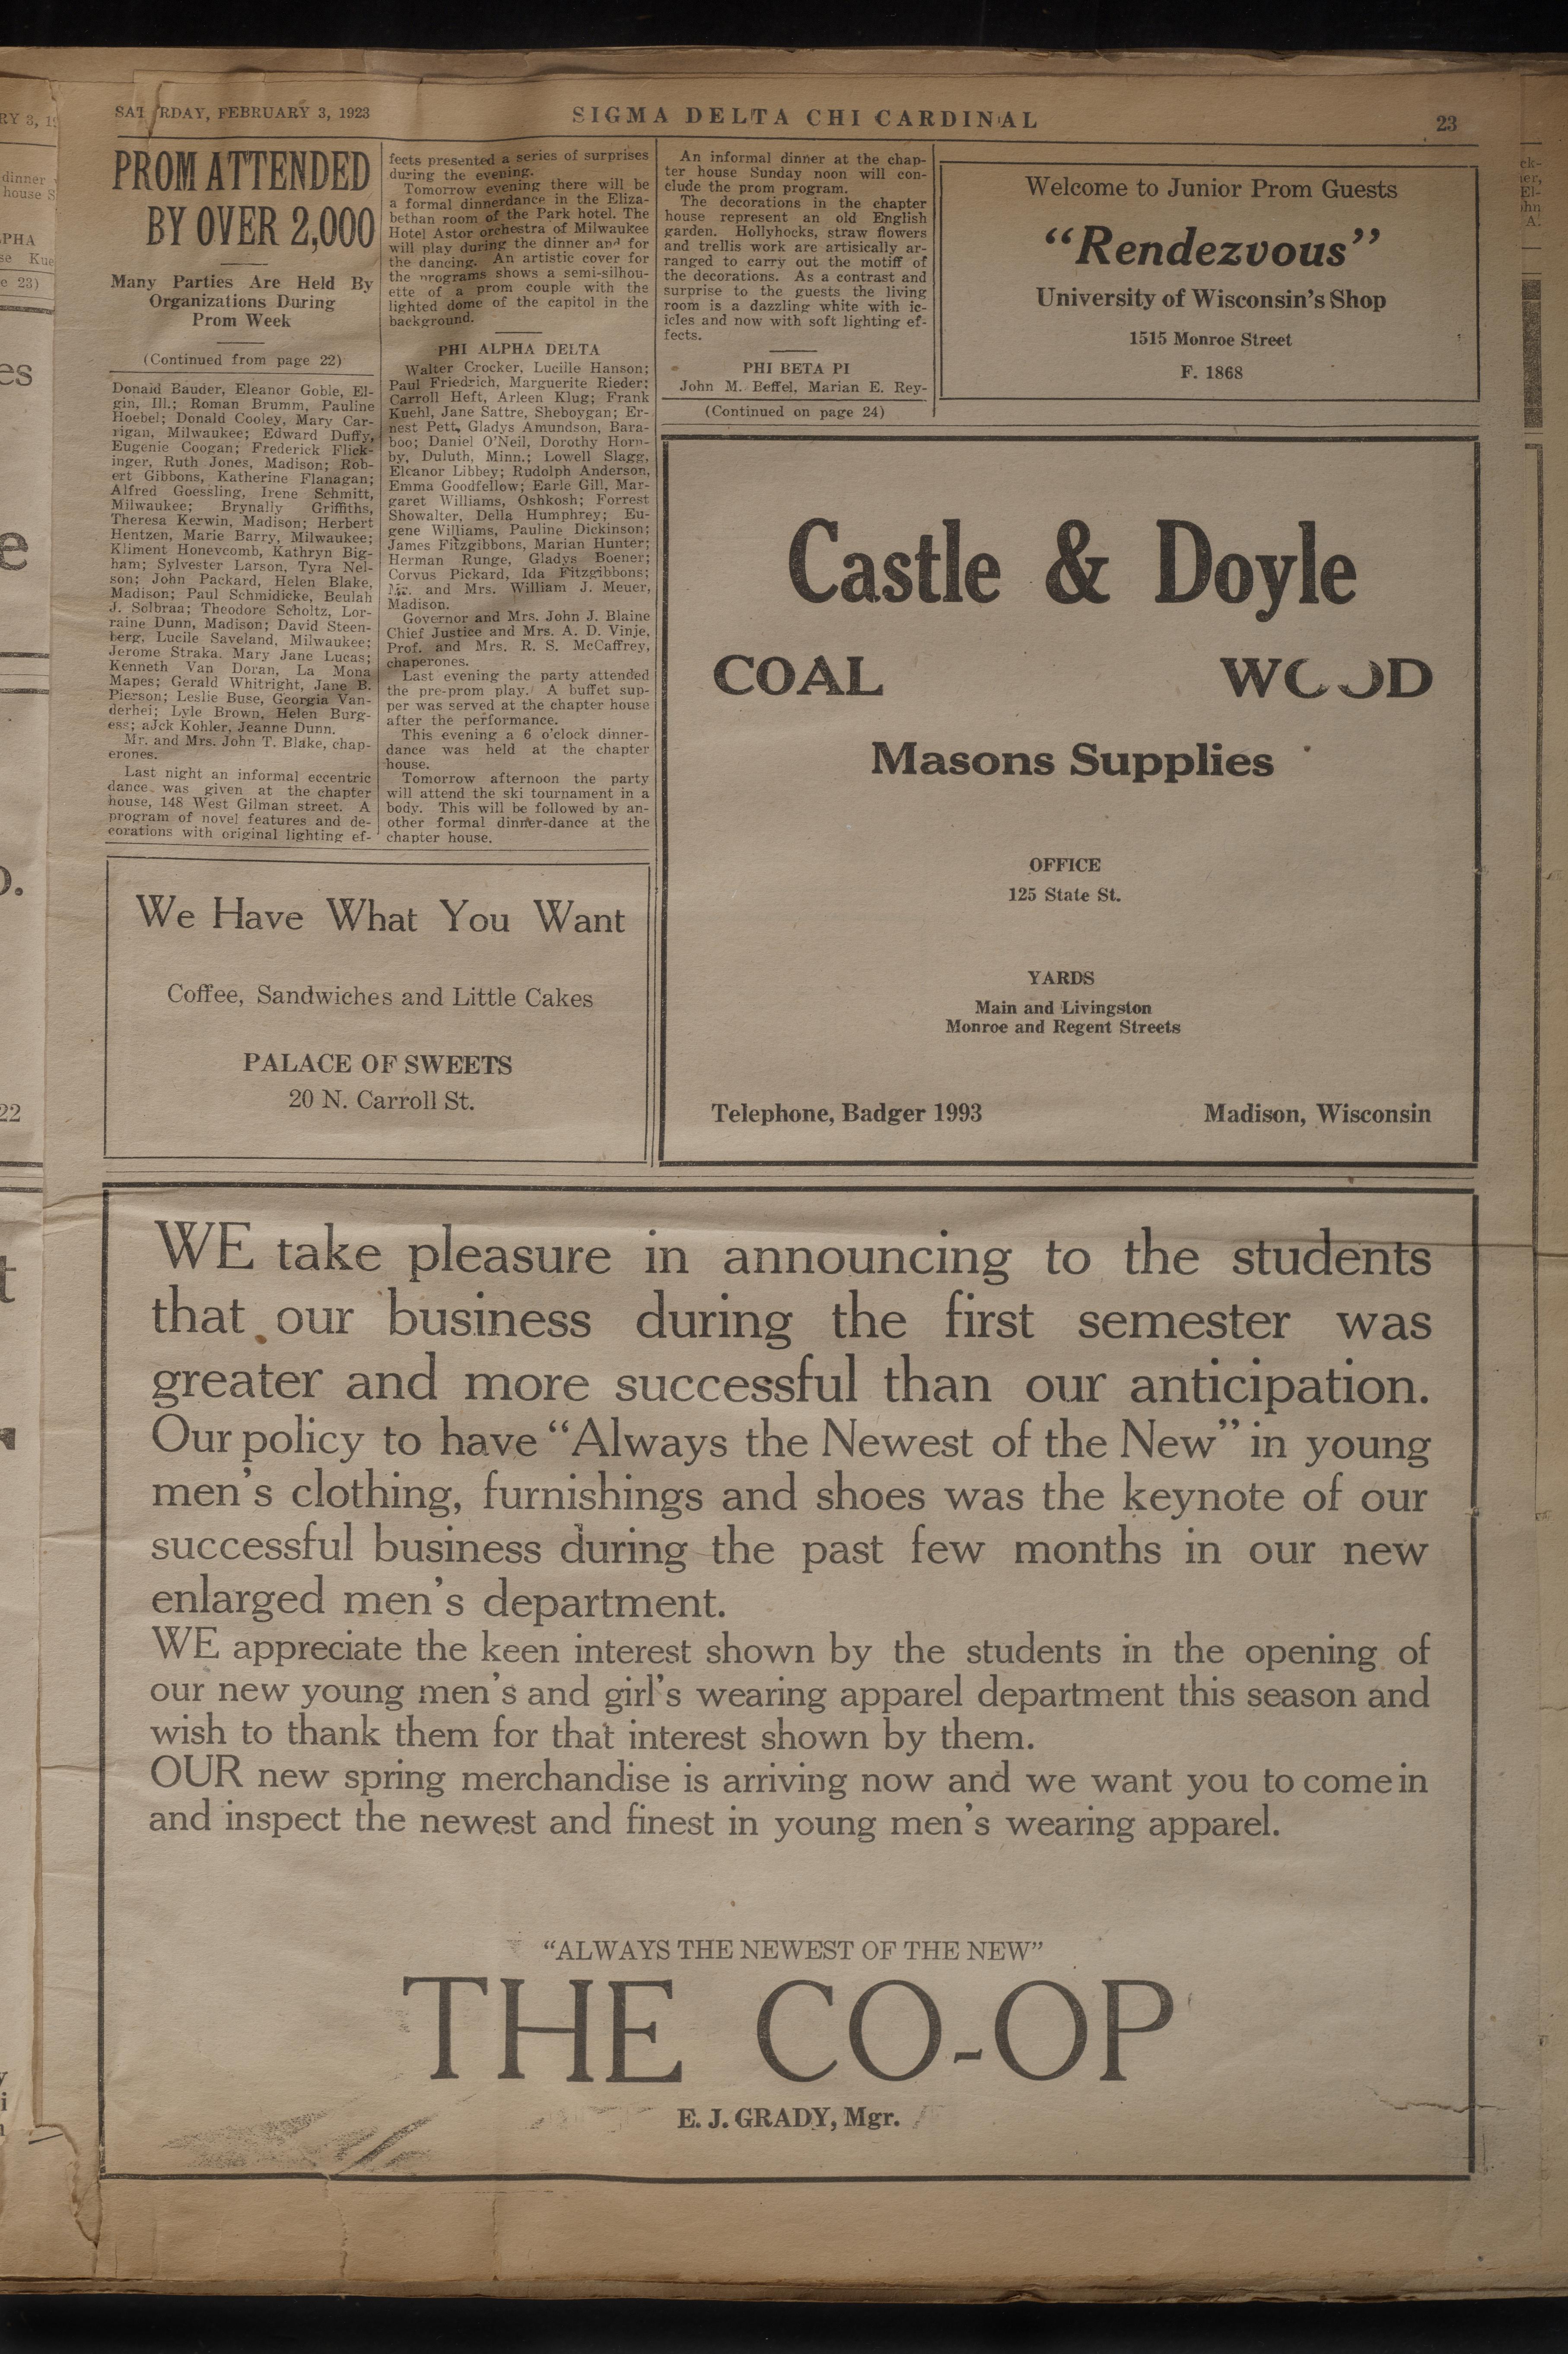 SATURDAY, FEBRUARY 3, 1923
SIGMA DELTA CHI CARDINAL
23
PROM ATTENDED
BY OVER 2,000
Many Parties Are Held By
Organizations During
Prom Week
(Continued from page 22)
Donald Bauder, Eleanor Goble, El-
gin, Ill.; Roman Brumm, Pauline
Hoebel; Donald Cooley, Mary Car-
rigan, Milwaukee; Edward Duffy,
Eugenie Coogan; Frederick Flick-
inger, Ruth Jones, Madison; Rob-
ert Gibbons, Katherine Flanagan;
Alfred Goessling, Irene Schmitt,
Milwaukee; Brynally Griffiths,
Theresa Kerwin, Madison; Herbert
Hentzen, Marie Barry, Milwaukee;
Kliment Honeycomb, Kathryn Big-
ham; Sylvester Larson, Tyra Nel-
son; John Packard, Helen Blake,
Madison; Paul Schmidicke, Beulah
J. Solbraa; Theodore Scholtz, Lor-
raine Dunn, Madison; David Steen-
berg, Lucile Saveland, Milwaukee;
Jerome Straka, Mary Jane Lucas;
Kenneth Van Doran, La Mona
Mapes; Gerald Whitright, Jane B.
Pierson; Leslie Buse, Georgia Van-
derhei; Lyle Brown, Helen Burg-
ess; aJck Kohler, Jeanne Dunn.
Mr. and Mrs. John T. Blake, chap-
erones.
Last night an informal eccentric
dance was given at the chapter
house, 148 West Gilman street. A
program of novel features and de-
corations with original lighting ef-
fects presented a series of surprises
during the evening.
Tomorrow evening there will be
a formal dinnerdance in the Eliza-
bethan room of the Park hotel. The
Hotel Astor orchestra of Milwaukee
will play during the dinner and for
the dancing. An artistic cover for
the programs shows a semi-silhou-
ette of a prom couple with the
lighted dome of the capitol in the
background.
PHI ALPHA DELTA
Walter Crocker, Lucille Hanson;
Paul Friedrich, Marguerite Rieder;
Carroll Heft, Arleen Klug; Frank
Kuehl, Jane Sattre, Sheboygan; Er-
nest Pett, Gladys Amundson, Bara-
boo; Daniel O'Neil, Dorothy Horn-
by, Duluth, Minn.; Lowell Slagg,
Eleanor Libbey; Rudolph Anderson,
Emma Goodfellow; Earle Gill, Mar-
garet Williams, Oshkosh; Forrest
Showalter, Della Humphrey; Eu-
gene Williams, Pauline Dickinson;
James Fitzgibbons, Marian Hunter;
Herman Runge, Gladys Boener;
Corvus Pickard, Ida Fitzgibbons;
Mr. and Mrs. William J. Meuer,
Madison.
Governor and Mrs. John J. Blaine
Chief Justice and Mrs. A. D. Vinje,
Prof. and Mrs. R. S. McCaffrey,
chaperones.
Last evening the party attended
the pre-prom play. A buffet sup-
per was served at the chapter house
after the performance.
This evening a 6 o'clock dinner-
dance was held at the chapter
house.
Tomorrow afternoon the party
will attend the ski tournament in a
body. This will be followed by an-
other formal dinner-dance at the
chapter house.
An informal dinner at the chap-
ter house Sunday noon will con-
clude the prom program.
The decorations in the chapter
house represent an old English
garden. Hollyhocks, straw flowers
and trellis work are artisically ar-
ranged to carry out the motiff of
the decorations. As a contrast and
surprise to the guests the living
room is a dazzling white with ic-
icles and now with soft lighting ef-
fects.
PHI BETA PI
John M. Beffel, Marian E. Rey-
(Continued on page 24)
Welcome to Junior Prom Guests
"Rendezvous"
University of Wisconsin's Shop
1515 Monroe Street
F. 1868
Castle & Doyle
COAL WOOD
Masons Supplies
OFFICE
125 State St.
YARDS
Main and Livingston
Monroe and Regent Streets
Telephone, Badger 1993 Madison, Wisconsin
We Have What You Want
Coffee, Sandwiches and Little Cakes
PALACE OF SWEETS
20 N. Carroll St.
WE take pleasure in announcing to the students
that our business during the first semester was
greater and more successful than our anticipation.
Our policy to have "Always the Newest of the New" in young
men's clothing, furnishings and shoes was the keynote of our
successful business during the past few months in our new
enlarged men's department.
WE appreciate the keen interest shown by the students in the opening of
our new young men's and girl's wearing apparel department this season and
wish to thank them for that interest shown by them.
OUR new spring merchandise is arriving now and we want you to come in
and inspect the newest and finest in young men's wearing apparel.
"ALWAYS THE NEWEST OF THE NEW"
THE CO-OP
E. J. GRADY, Mgr.